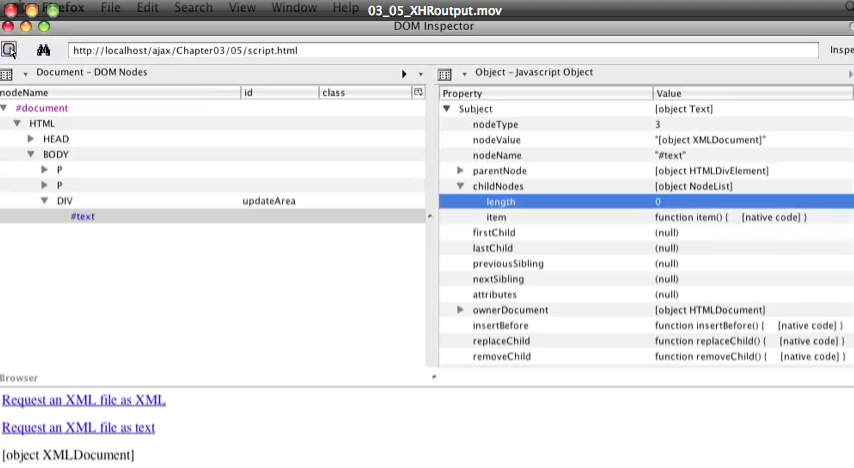 Firefox File Edit Search View Window Help
03_05_XHRoutput.mov
DOM Inspector
http://localhost/ajax/Chapter03/05/script.html
Inspe
Document – DOM Nodes
Object – Javascript Object
nodeName id class
Property Value
#document
Subject [object Text]
HTML
nodeType 3
HEAD
nodeValue "[object XMLDocument]"
BODY
nodeName "#text"
P
parentNode [object HTMLDivElement]
P
childNodes [object NodeList]
DIV updateArea
length 0
#text
item function item() { [native code] }
firstChild (null)
lastChild (null)
previousSibling (null)
nextSibling (null)
attributes (null)
ownerDocument [object HTMLDocument]
insertBefore function insertBefore() { [native code] }
replaceChild function replaceChild() { [native code] }
removeChild function removeChild() { [native code] }
Browser
Request an XML file as XML
Request an XML file as text
[object XMLDocument]